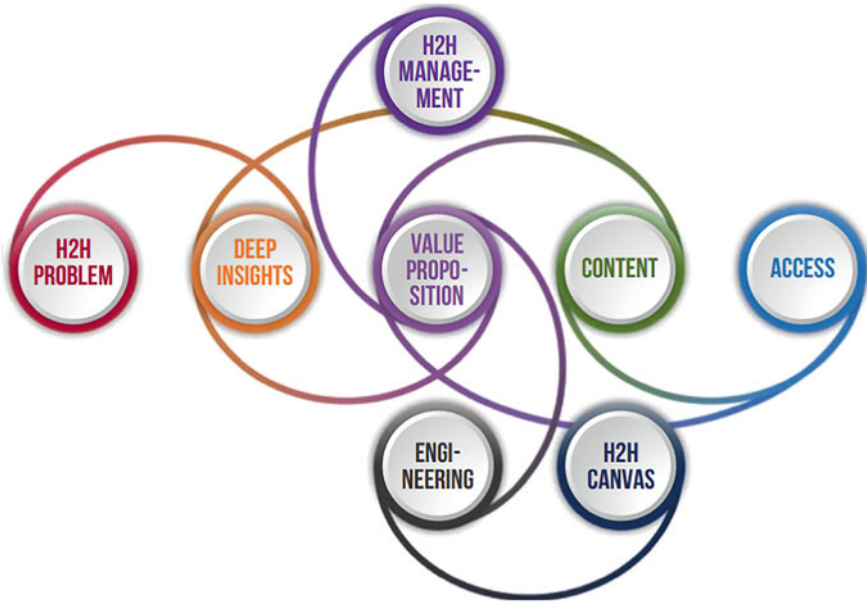 H2H
MANAGE-
MENT
H2H
PROBLEM
DEEP
INSIGHTS
VALUE
PROPO-
SITION
CONTENT
ACCESS
ENGI-
NEERING
H2H
CANVAS